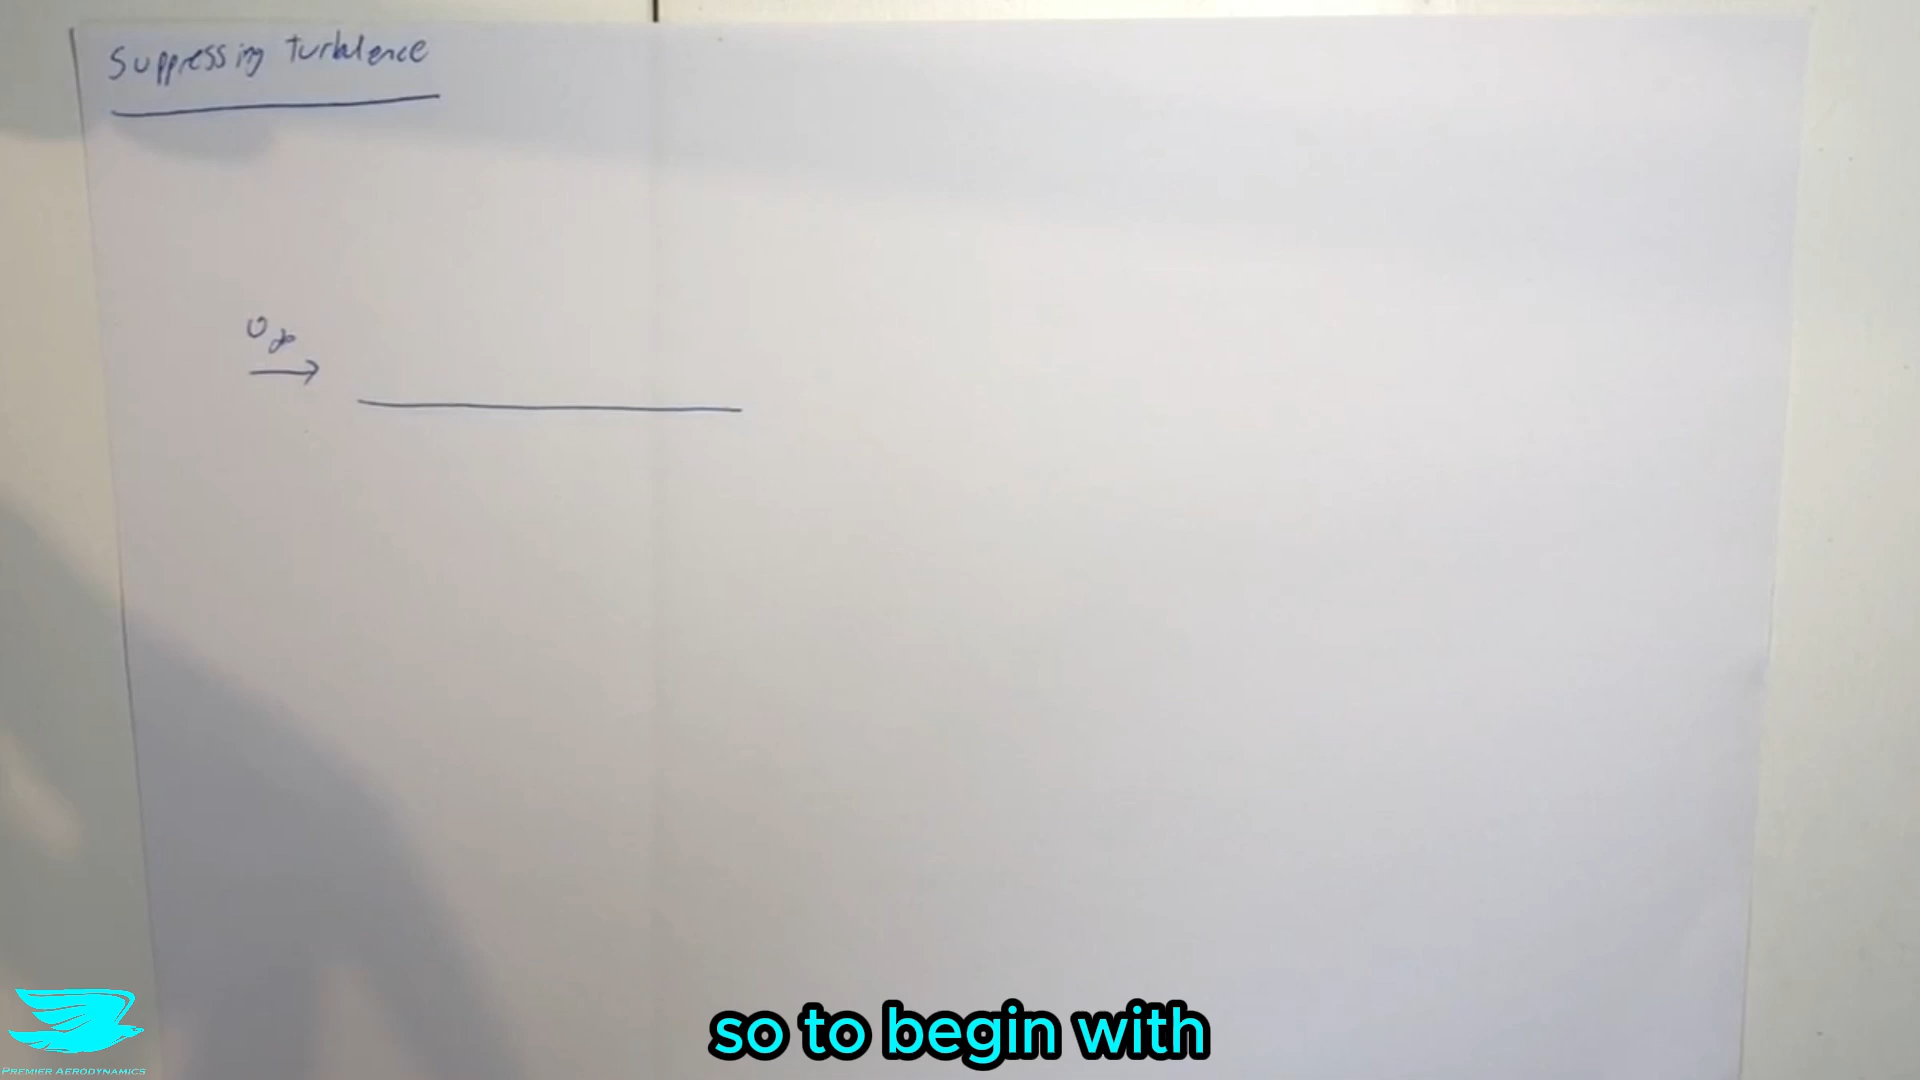 Suppressing turbulence
U∞
so to begin with
PREMIER AERODYNAMICS